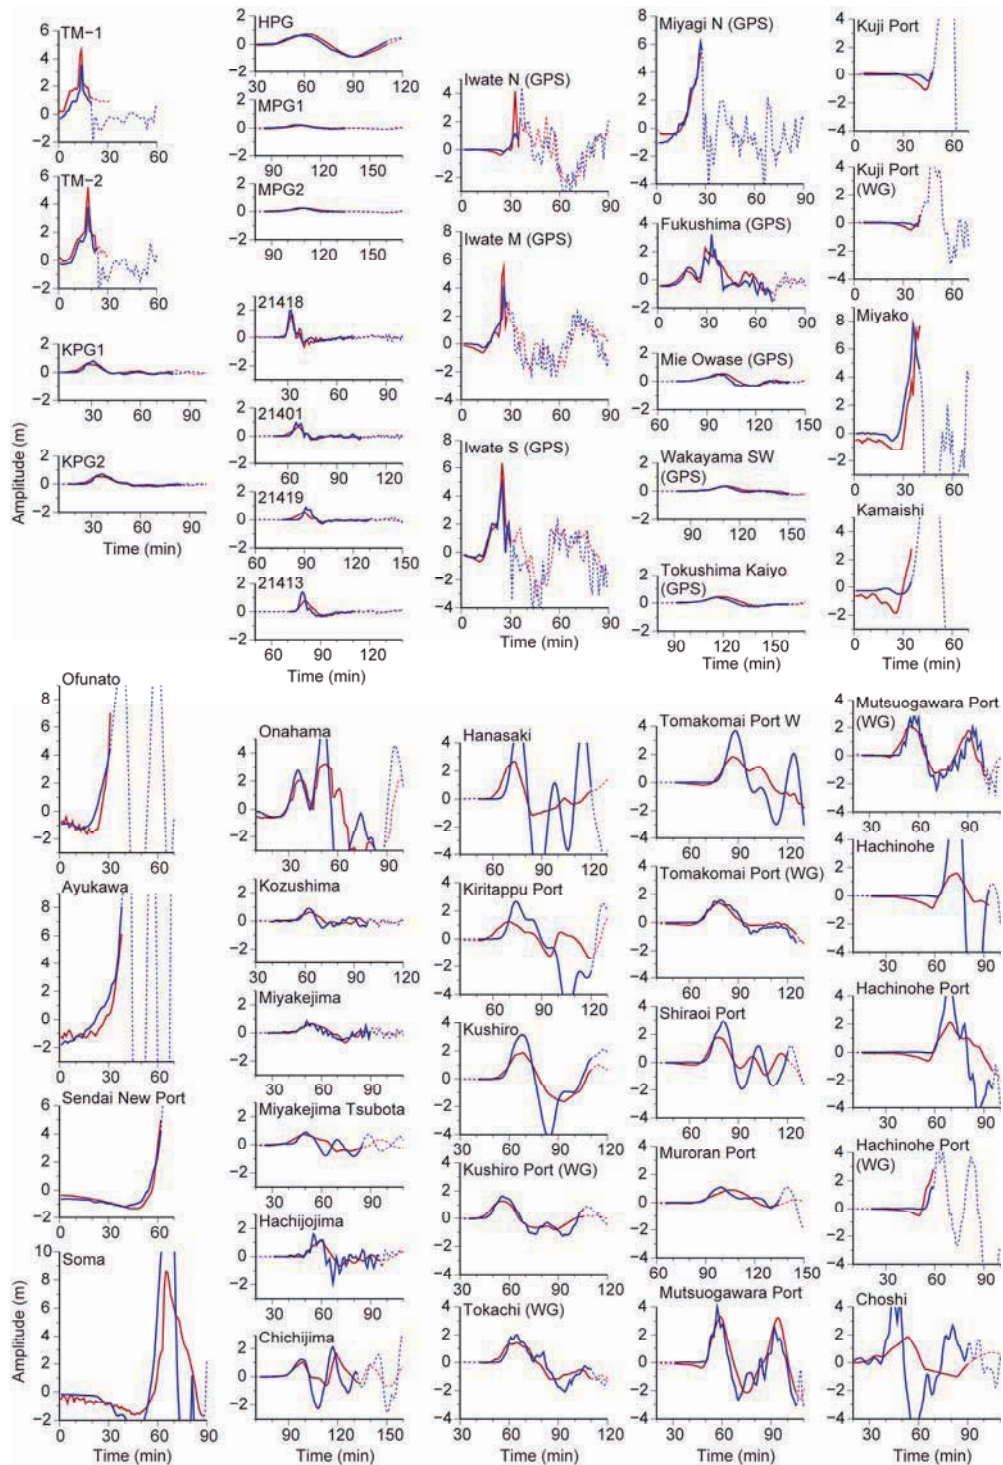 TM-1
TM-2
KPG1
KPG2
Amplitude (m)
Time (min)
HPG
MPG1
MPG2
21418
21401
21419
21413
Time (min)
Iwate N (GPS)
Iwate M (GPS)
Iwate S (GPS)
Time (min)
Miyagi N (GPS)
Fukushima (GPS)
Mie Owase (GPS)
Wakayama SW
(GPS)
Tokushima Kaiyo
(GPS)
Time (min)
Kuji Port
Kuji Port
(WG)
Miyako
Kamaishi
Time (min)
Ofunato
Ayukawa
Sendai New Port
Soma
Amplitude (m)
Time (min)
Onahama
Kozushima
Miyakejima
Miyakejima Tsubota
Hachijojima
Chichijima
Time (min)
Hanasaki
Kiritappu Port
Kushiro
Kushiro Port (WG)
Tokachi (WG)
Time (min)
Tomakomai Port W
Tomakomai Port (WG)
Shiraoi Port
Muroran Port
Mutsuogawara Port
Time (min)
Mutsuogawara Port
(WG)
Hachinohe
Hachinohe Port
Hachinohe Port
(WG)
Choshi
Time (min)